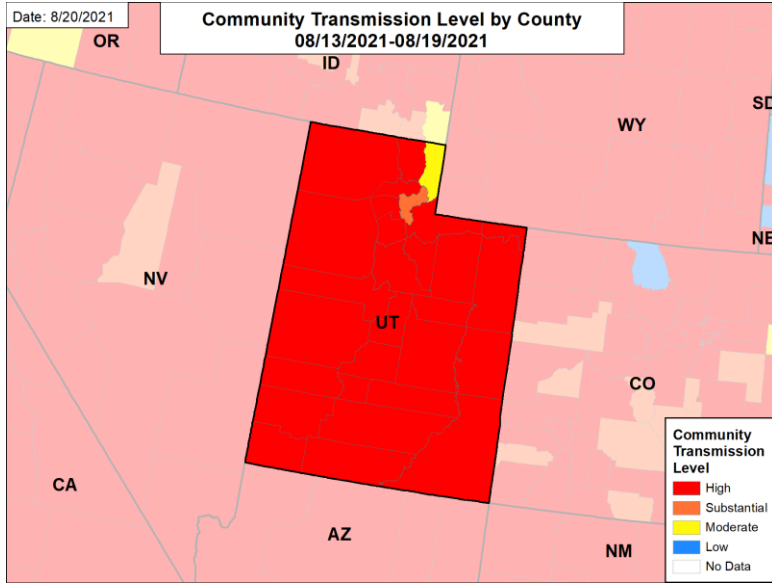 Date: 8/20/2021
Community Transmission Level by County
08/13/2021-08/19/2021
OR
ID
WY
SD
NE
NV
UT
CO
CA
AZ
NM
Community
Transmission
Level
High
Substantial
Moderate
Low
No Data